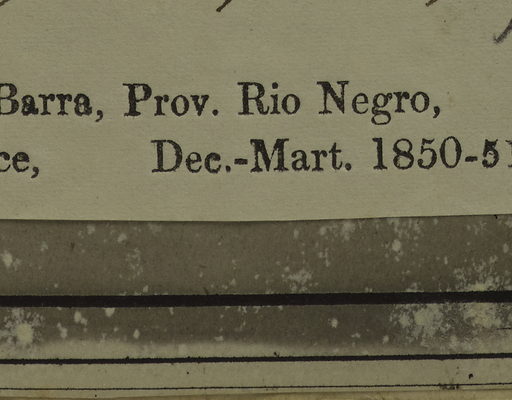 Barra, Prov. Rio Negro,
ce, Dec.-Mart. 1850-51